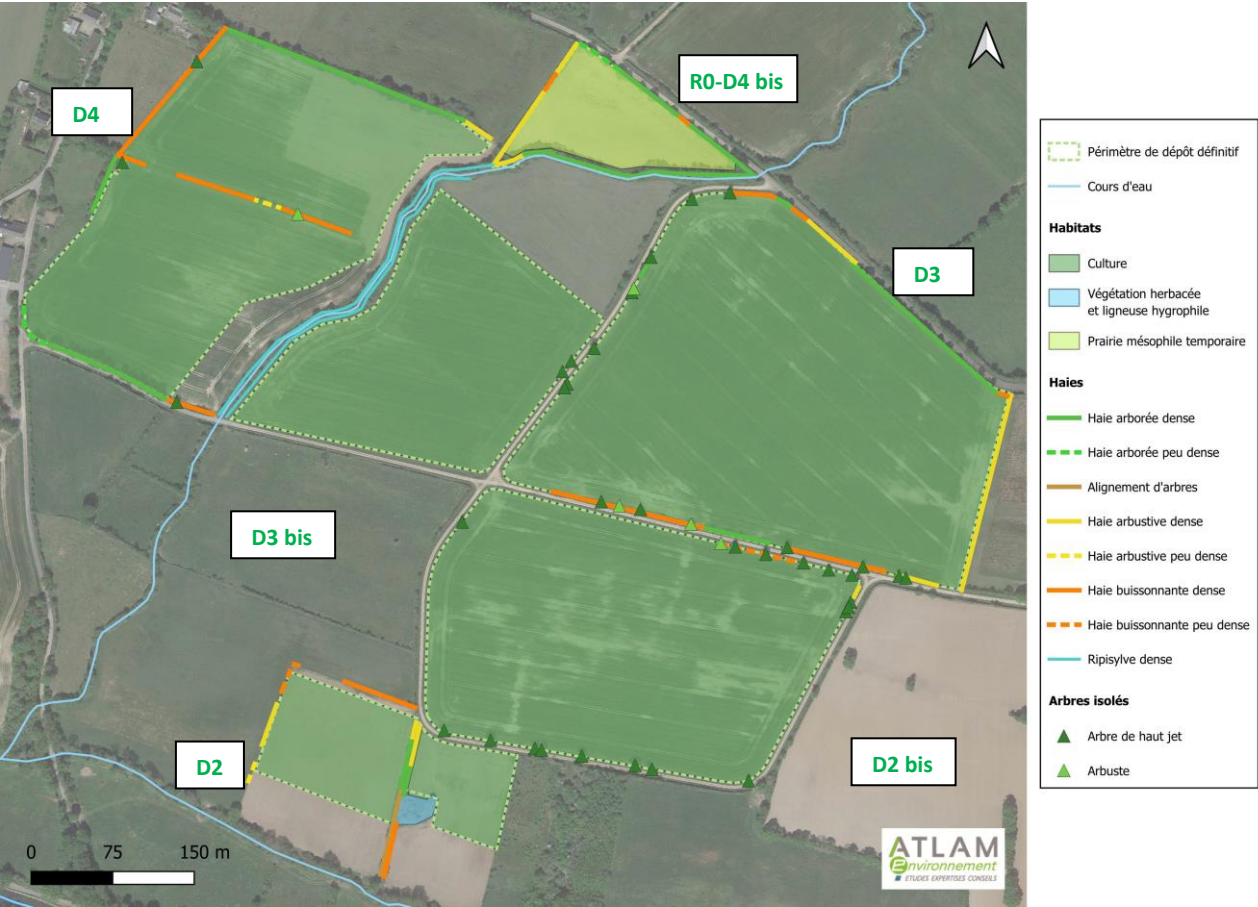 D4
R0-D4 bis
D3
D3 bis
D2
D2 bis
0 75 150 m
ATLAM
Environnement
ETUDES EXPERTISES CONSEILS
Périmètre de dépôt définitif
Cours d'eau
Habitats
Culture
Végétation herbacée
et ligneuse hygrophile
Prairie mésophile temporaire
Haies
Haie arborée dense
Haie arborée peu dense
Alignement d'arbres
Haie arbustive dense
Haie arbustive peu dense
Haie buissonnante dense
Haie buissonnante peu dense
Ripisylve dense
Arbres isolés
Arbre de haut jet
Arbuste